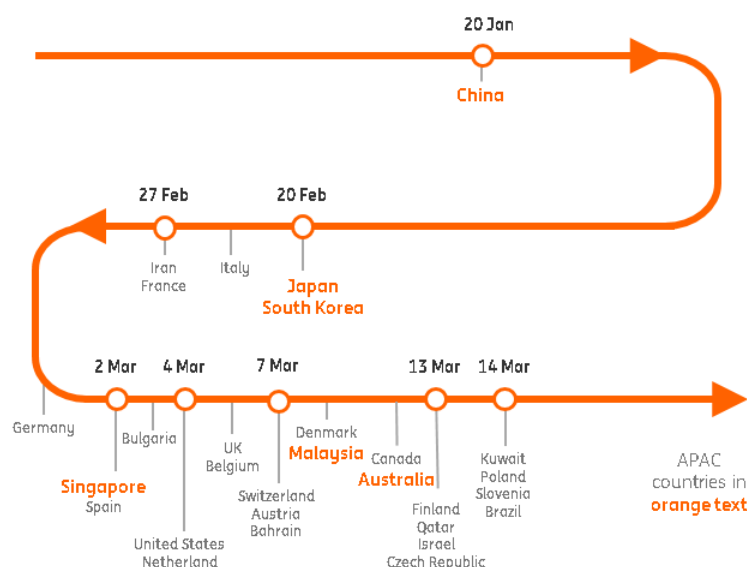 20 Jan
China
27 Feb
20 Feb
Iran
France
Italy
Japan
South Korea
2 Mar
4 Mar
7 Mar
13 Mar
14 Mar
Germany
Singapore
Spain
Bulgaria
United States
Netherland
UK
Belgium
Switzerland
Austria
Bahrain
Denmark
Malaysia
Canada
Australia
Finland
Qatar
Israel
Czech Republic
Kuwait
Poland
Slovenia
Brazil
APAC
countries in
orange text